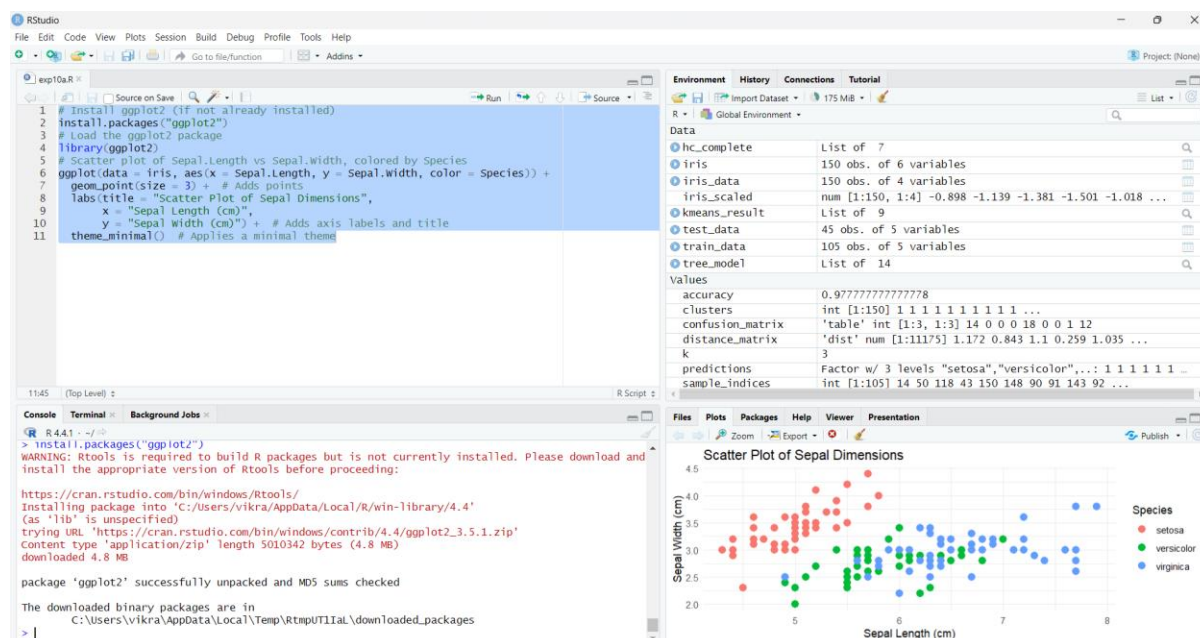 RStudio
File Edit Code View Plots Session Build Debug Profile Tools Help
Go to file/function
Addins
Project: (None)
exp10a.R
Source on Save
Run
Source
1 # Install ggplot2 (if not already installed)
2 install.packages("ggplot2")
3 # Load the ggplot2 package
4 library(ggplot2)
5 # Scatter plot of Sepal.Length vs Sepal.Width, colored by Species
6 ggplot(data = iris, aes(x = Sepal.Length, y = Sepal.Width, color = Species)) +
7 geom_point(size = 3) + # Adds points
8 labs(title = "Scatter Plot of Sepal Dimensions",
9 x = "Sepal Length (cm)",
10 y = "Sepal Width (cm)") + # Adds axis labels and title
11 theme_minimal() # Applies a minimal theme
11:45 (Top Level) R Script
Console Terminal Background Jobs
R 4.4.1 · ~/
> install.packages("ggplot2")
WARNING: Rtools is required to build R packages but is not currently installed. Please download and
install the appropriate version of Rtools before proceeding:
https://cran.rstudio.com/bin/windows/Rtools/
Installing package into 'C:/Users/vikra/AppData/Local/R/win-library/4.4'
(as 'lib' is unspecified)
trying URL 'https://cran.rstudio.com/bin/windows/contrib/4.4/ggplot2_3.5.1.zip'
Content type 'application/zip' length 5010342 bytes (4.8 MB)
downloaded 4.8 MB
package 'ggplot2' successfully unpacked and MD5 sums checked
The downloaded binary packages are in
C:\Users\vikra\AppData\Local\Temp\RtmpUT1IaL\downloaded_packages
>
Environment History Connections Tutorial
Import Dataset 175 MiB List
R Global Environment
Data
hc_complete List of 7
iris 150 obs. of 6 variables
iris_data 150 obs. of 4 variables
iris_scaled num [1:150, 1:4] -0.898 -1.139 -1.381 -1.501 -1.018 ...
kmeans_result List of 9
test_data 45 obs. of 5 variables
train_data 105 obs. of 5 variables
tree_model List of 14
Values
accuracy 0.977777777777778
clusters int [1:150] 1 1 1 1 1 1 1 1 1 1 ...
confusion_matrix 'table' int [1:3, 1:3] 14 0 0 0 18 0 0 1 12
distance_matrix 'dist' num [1:11175] 1.172 0.843 1.1 0.259 1.035 ...
k 3
predictions Factor w/ 3 levels "setosa","versicolor",..: 1 1 1 1 1 1 ...
sample_indices int [1:105] 14 50 118 43 150 148 90 91 143 92 ...
Files Plots Packages Help Viewer Presentation
Zoom Export Publish
Scatter Plot of Sepal Dimensions
4.5
4.0
3.5
3.0
2.5
2.0
Sepal Width (cm)
5 6 7 8
Sepal Length (cm)
Species
setosa
versicolor
virginica